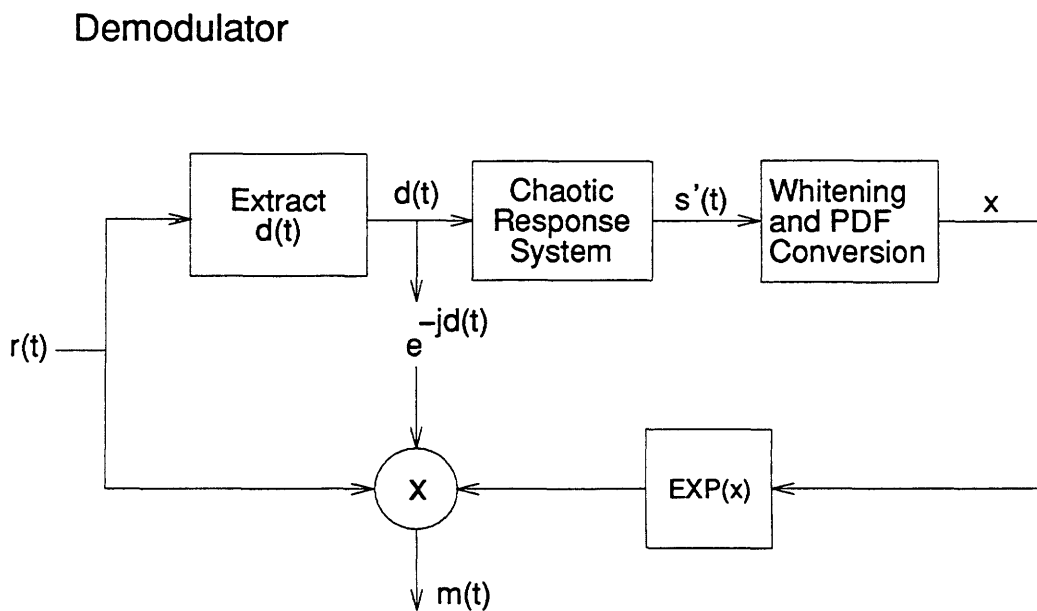 Demodulator
Extract
d(t)
d(t)
Chaotic
Response
System
s'(t)
Whitening
and PDF
Conversion
x
e^{-jd(t)}
r(t)
X
EXP(x)
m(t)